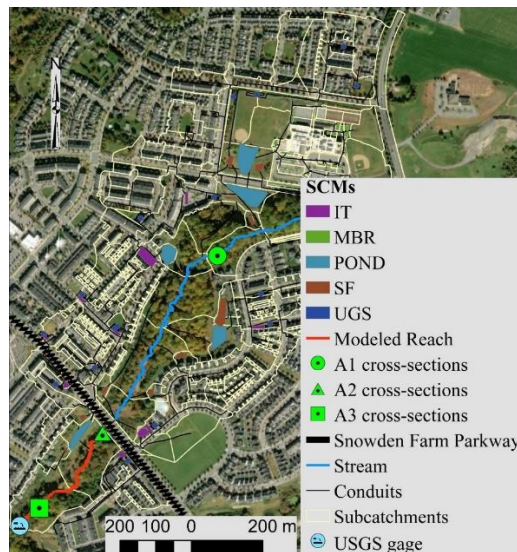 SCMs
IT
MBR
POND
SF
UGS
Modeled Reach
A1 cross-sections
A2 cross-sections
A3 cross-sections
Snowden Farm Parkway
Stream
Conduits
Subcatchments
USGS gage
200 100 0 200 m